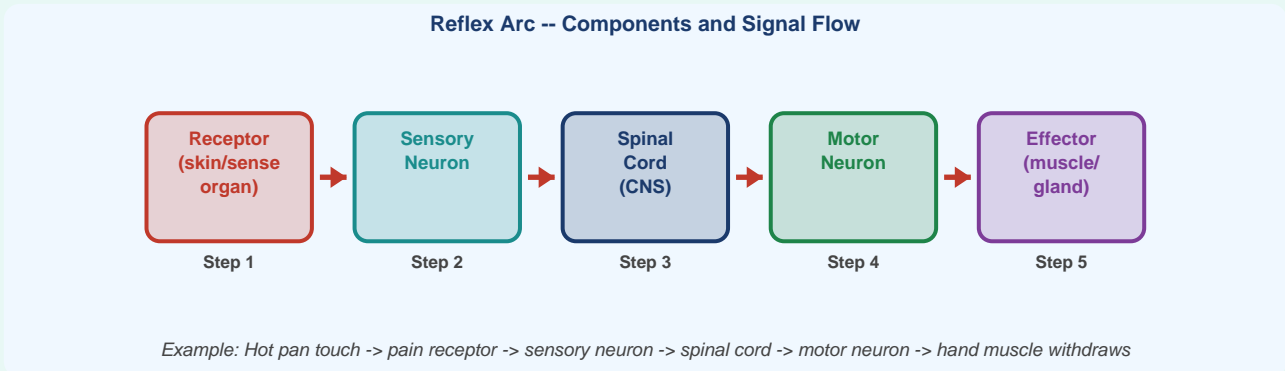 Reflex Arc -- Components and Signal Flow
Receptor
(skin/sense
organ)
Sensory
Neuron
Spinal
Cord
(CNS)
Motor
Neuron
Effector
(muscle/
gland)
Step 1
Step 2
Step 3
Step 4
Step 5
Example: Hot pan touch -> pain receptor -> sensory neuron -> spinal cord -> motor neuron -> hand muscle withdraws